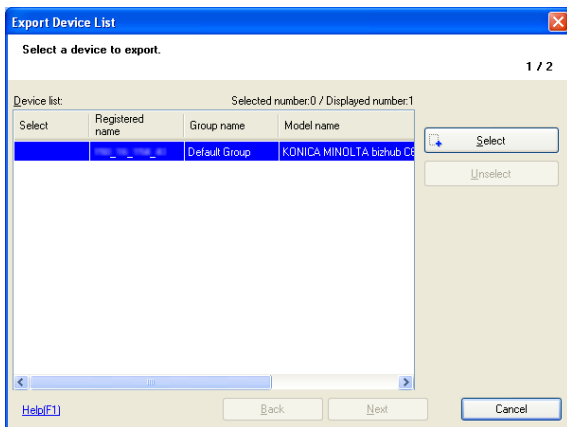 Export Device List
Select a device to export.
1 / 2
Device list:
Selected number:0 / Displayed number:1
Select
Registered name
Group name
Model name
Default Group
KONICA MINOLTA bizhub C6
Select
Unselect
Help(F1)
Back
Next
Cancel